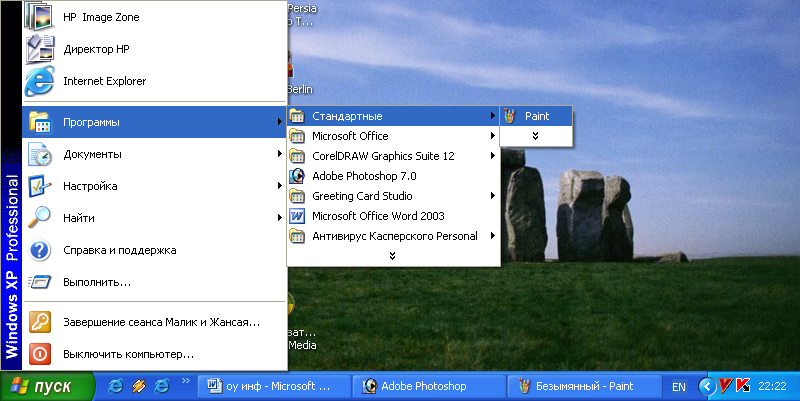 HP Image Zone
Директор HP
Internet Explorer
Программы
Документы
Настройка
Найти
Справка и поддержка
Выполнить...
Завершение сеанса Малик и Жансая...
Выключить компьютер...
Windows XP Professional
Стандартные
Microsoft Office
CorelDRAW Graphics Suite 12
Adobe Photoshop 7.0
Greeting Card Studio
Microsoft Office Word 2003
Антивирус Касперского Personal
Paint
Persia
o T...
Berlin
ват...
Media
пуск
оу инф - Microsoft ...
Adobe Photoshop
Безымянный - Paint
EN
22:22